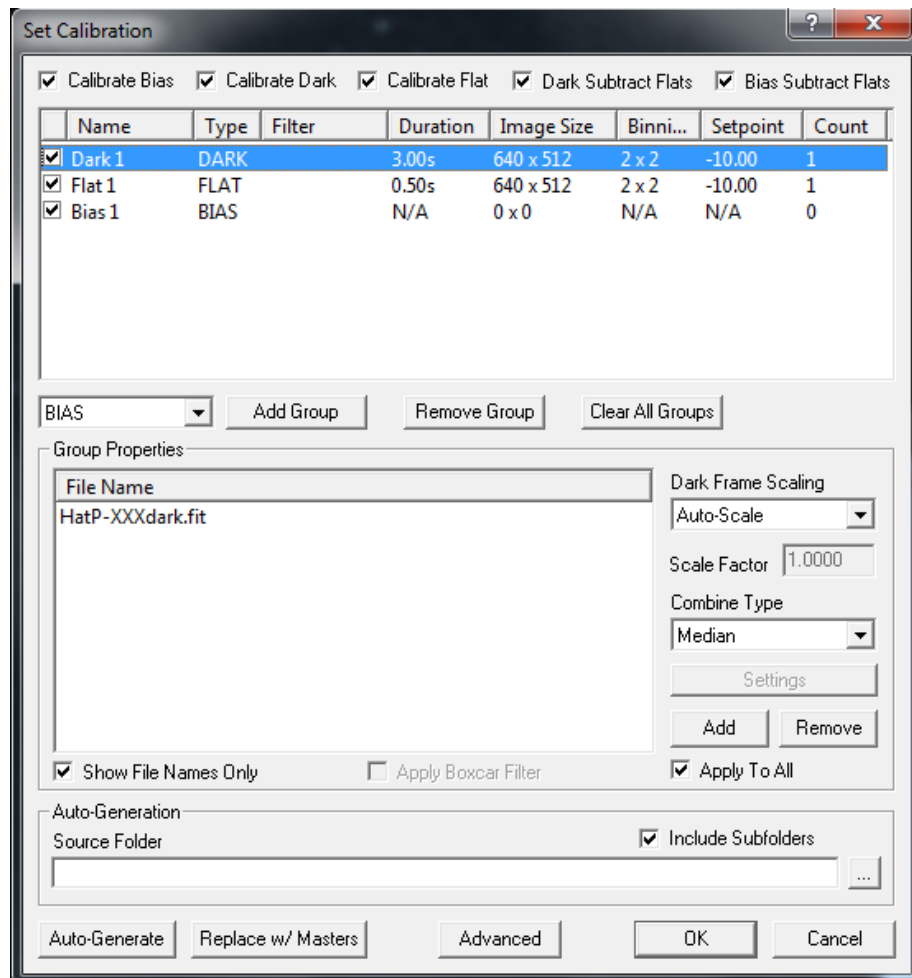 Set Calibration
?
X
Calibrate Bias Calibrate Dark Calibrate Flat Dark Subtract Flats Bias Subtract Flats
Name Type Filter Duration Image Size Binni... Setpoint Count
Dark 1 DARK 3.00s 640 x 512 2 x 2 -10.00 1
Flat 1 FLAT 0.50s 640 x 512 2 x 2 -10.00 1
Bias 1 BIAS N/A 0 x 0 N/A N/A 0
BIAS Add Group Remove Group Clear All Groups
Group Properties
File Name
HatP-XXXdark.fit
Dark Frame Scaling
Auto-Scale
Scale Factor 1.0000
Combine Type
Median
Settings
Add Remove
Show File Names Only Apply Boxcar Filter Apply To All
Auto-Generation
Source Folder Include Subfolders
...
Auto-Generate Replace w/ Masters Advanced OK Cancel